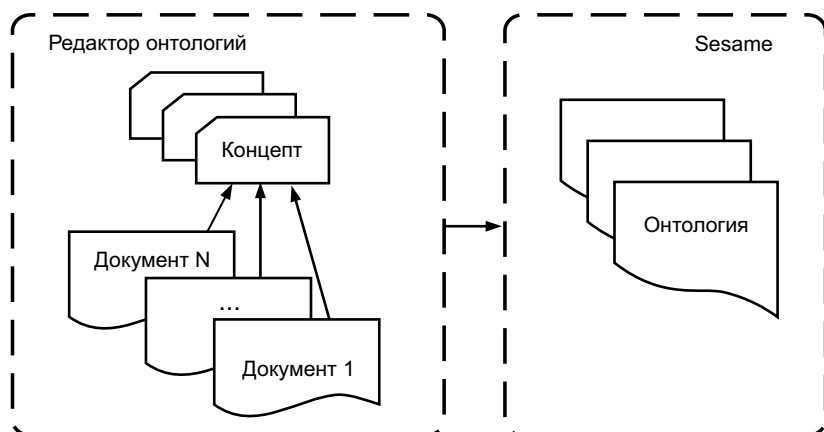 Редактор онтологий
Sesame
Концепт
Онтология
Документ N
...
Документ 1